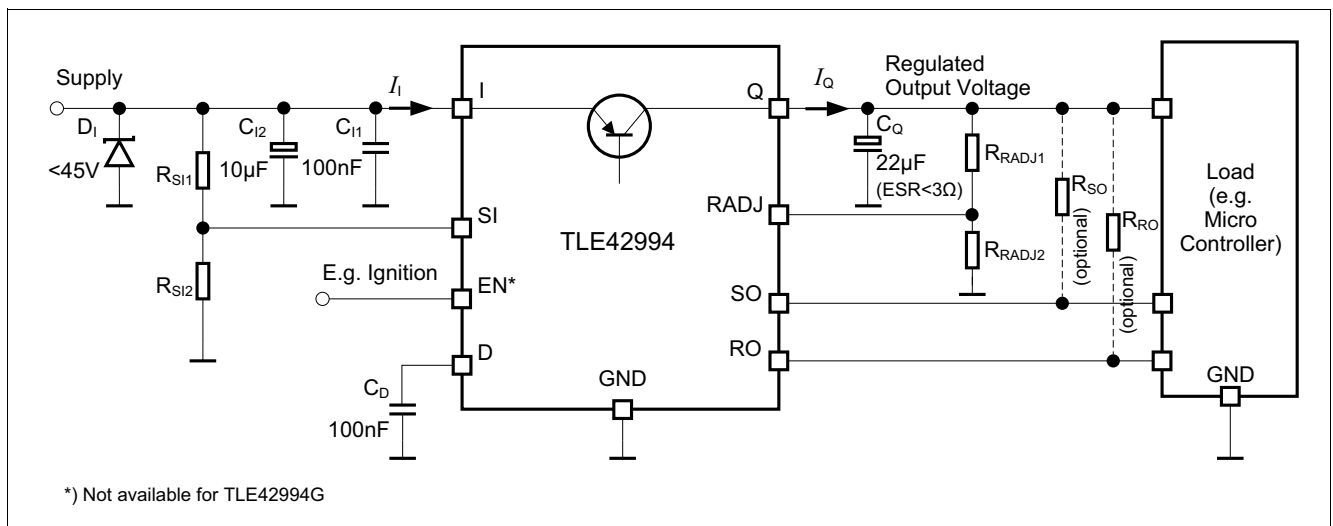 Supply
I_I
I
Q
I_Q
Regulated
Output Voltage
D_I
<45V
R_SI1
C_I2
10µF
C_I1
100nF
C_Q
22µF
(ESR<3Ω)
R_RADJ1
R_SO
(optional)
R_RO
(optional)
Load
(e.g.
Micro
Controller)
SI
RADJ
TLE42994
R_SI2
R_RADJ2
E.g. Ignition
EN*
SO
D
RO
GND
GND
C_D
100nF
*) Not available for TLE42994G